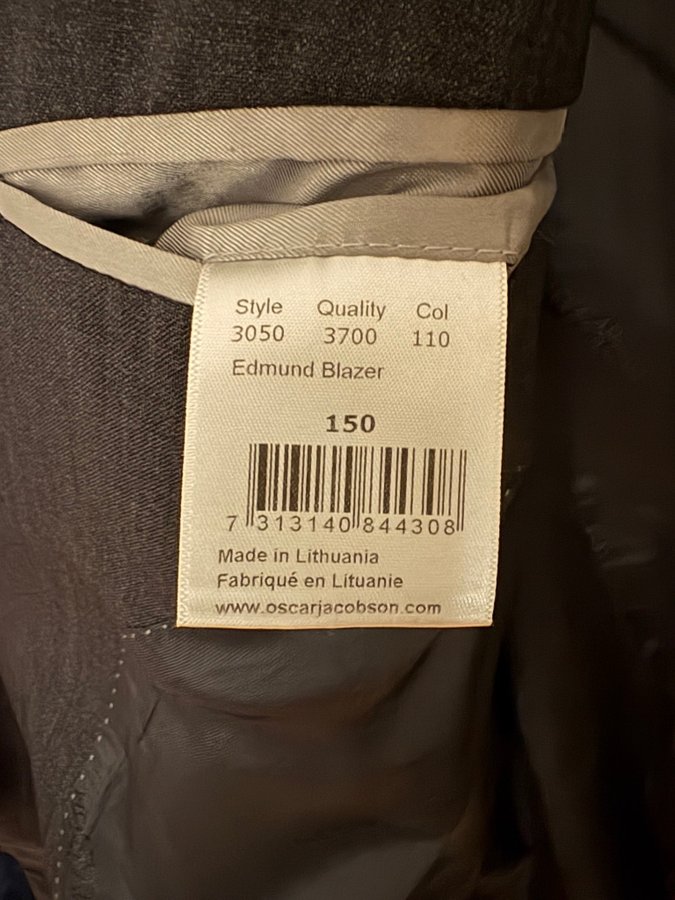 Style Quality Col
3050 3700 110
Edmund Blazer
150
7 313140 844308
Made in Lithuania
Fabriqué en Lituanie
www.oscarjacobson.com